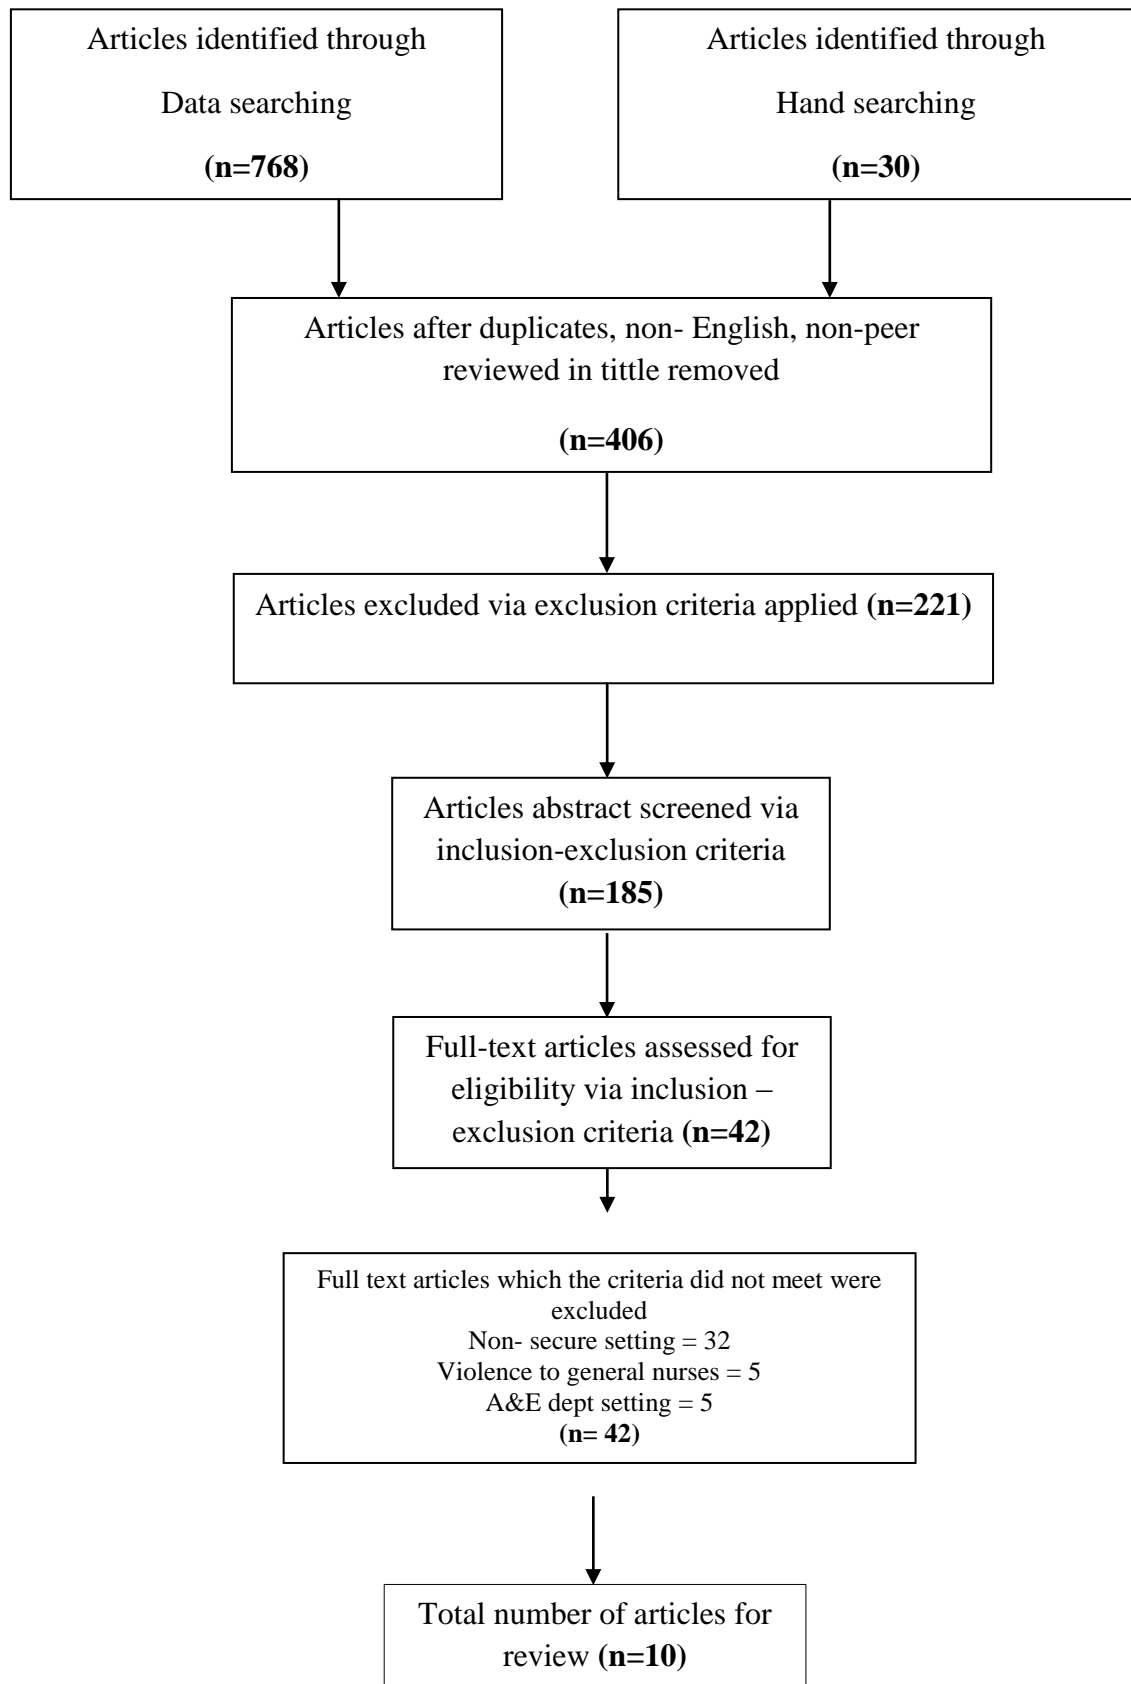 Articles identified through
Data searching
(n=768)
Articles identified through
Hand searching
(n=30)
Articles after duplicates, non- English, non-peer
reviewed in tittle removed
(n=406)
Articles excluded via exclusion criteria applied (n=221)
Articles abstract screened via
inclusion-exclusion criteria
(n=185)
Full-text articles assessed for
eligibility via inclusion –
exclusion criteria (n=42)
Full text articles which the criteria did not meet were
excluded
Non- secure setting = 32
Violence to general nurses = 5
A&E dept setting = 5
(n= 42)
Total number of articles for
review (n=10)